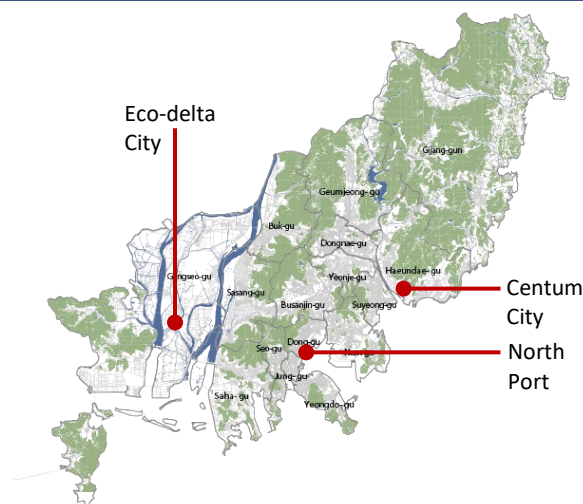 Eco-delta
City
Gijang-gun
Geumjeong- gu
Buk-gu
Dongnae-gu
Haeundae- gu
Gangseo-gu
Yeonje-gu
Sasang-gu
Centum
City
Busanjin-gu
Suyeong-gu
Dong-gu
Seo-gu
North
Port
Jung- gu
Saha- gu
Yeongdo- gu